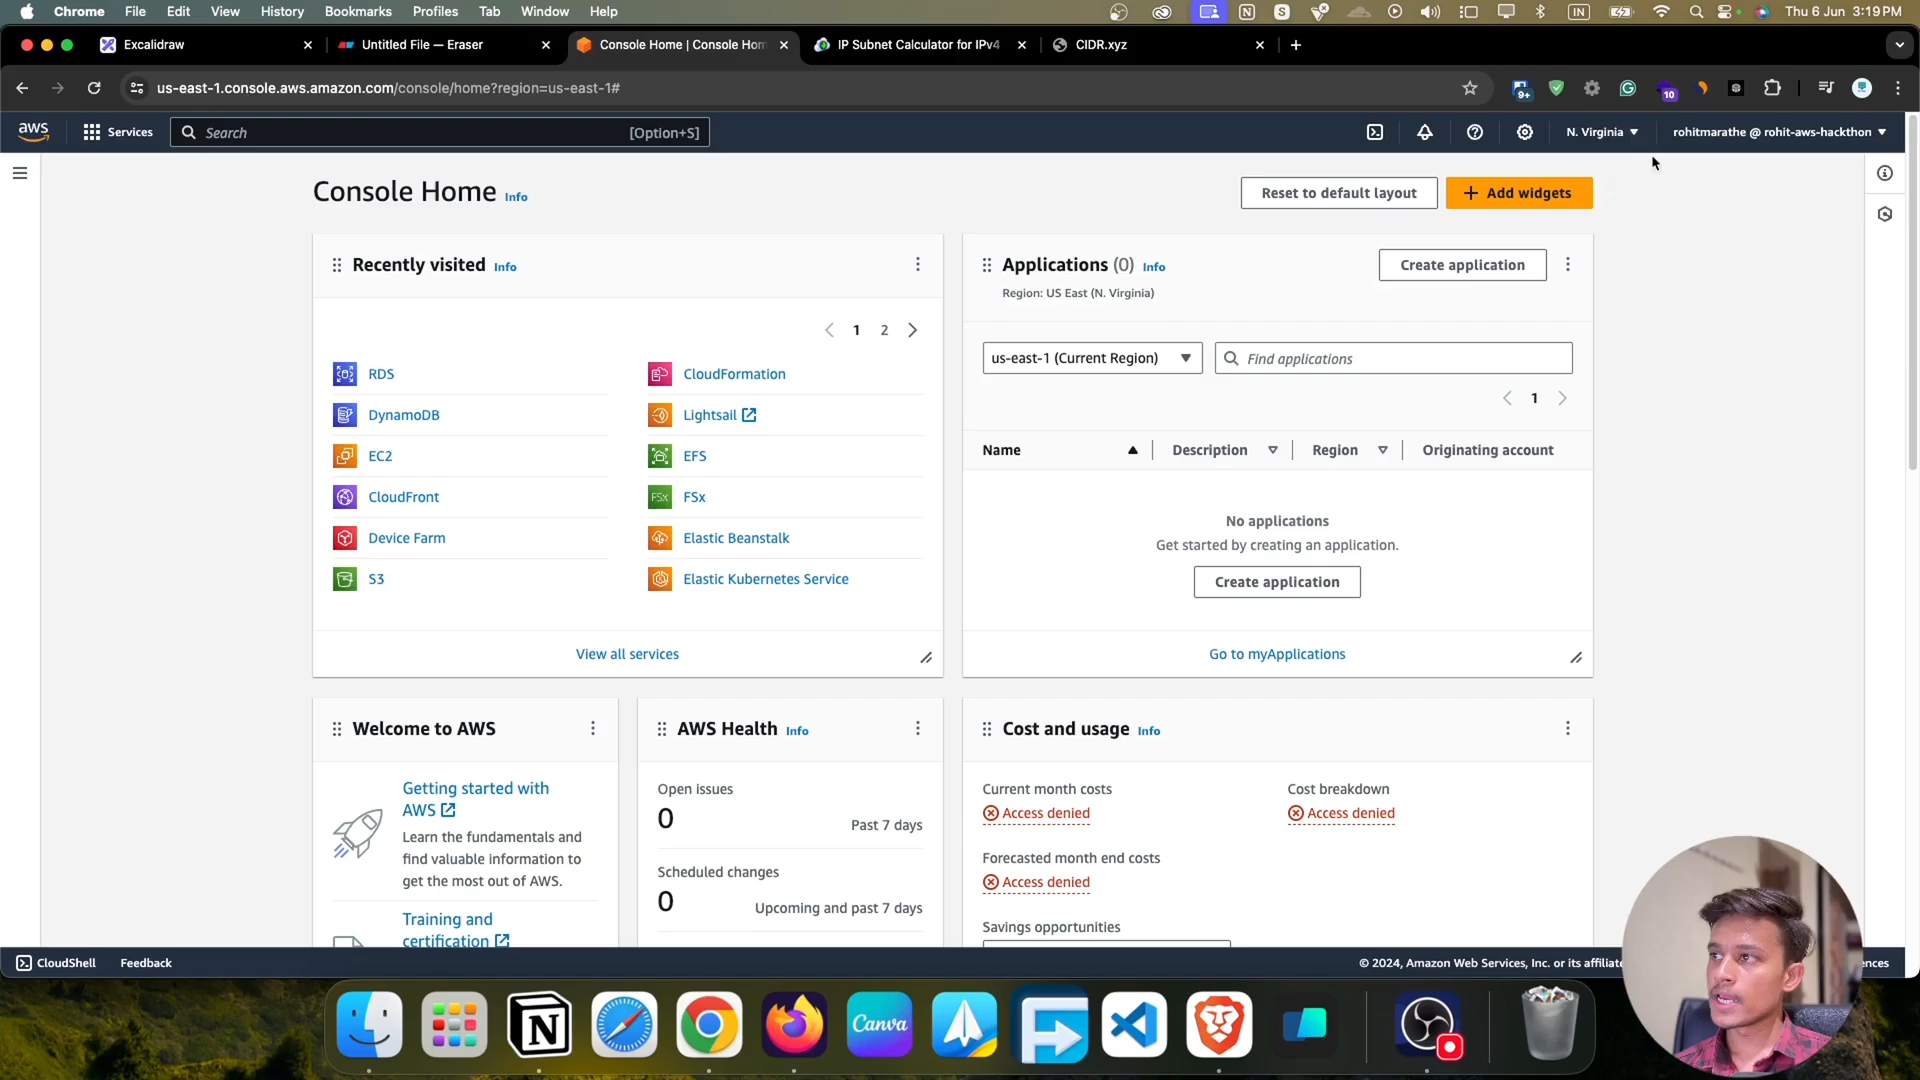 Chrome File Edit View History Bookmarks Profiles Tab Window Help IN Thu 6 Jun 3:19 PM
Excalidraw Untitled File — Eraser Console Home | Console Hom IP Subnet Calculator for IPv4 CIDR.xyz
us-east-1.console.aws.amazon.com/console/home?region=us-east-1# 9+ 10
aws Services Search [Option+S] N. Virginia rohitmarathe @ rohit-aws-hackthon
Console Home Info Reset to default layout Add widgets
Recently visited Info
1 2
RDS
DynamoDB
EC2
CloudFront
Device Farm
S3
CloudFormation
Lightsail
EFS
FSx FSx
Elastic Beanstalk
Elastic Kubernetes Service
View all services
Applications (0) Info Create application
Region: US East (N. Virginia)
us-east-1 (Current Region) Find applications
1
Name Description Region Originating account
No applications
Get started by creating an application.
Create application
Go to myApplications
Welcome to AWS
Getting started with
AWS
Learn the fundamentals and
find valuable information to
get the most out of AWS.
Training and
certification
AWS Health Info
Open issues
0 Past 7 days
Scheduled changes
0 Upcoming and past 7 days
Cost and usage Info
Current month costs
Access denied
Cost breakdown
Access denied
Forecasted month end costs
Access denied
Savings opportunities
CloudShell Feedback © 2024, Amazon Web Services, Inc. or its affiliate ences
Canva